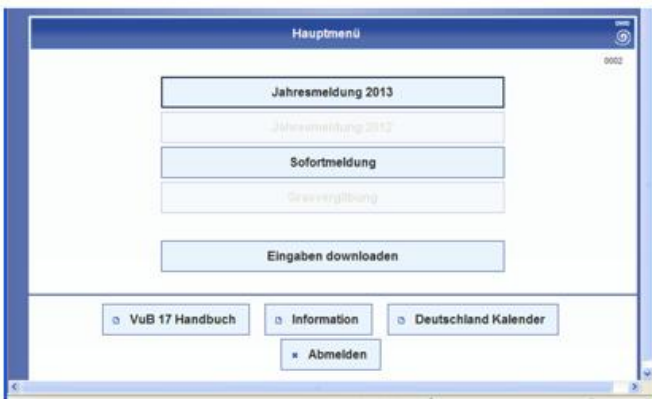 Hauptmenü
0002
Jahresmeldung 2013
Jahresmeldung 2012
Sofortmeldung
Eingaben downloaden
VuB 17 Handbuch
Information
Deutschland Kalender
Abmelden